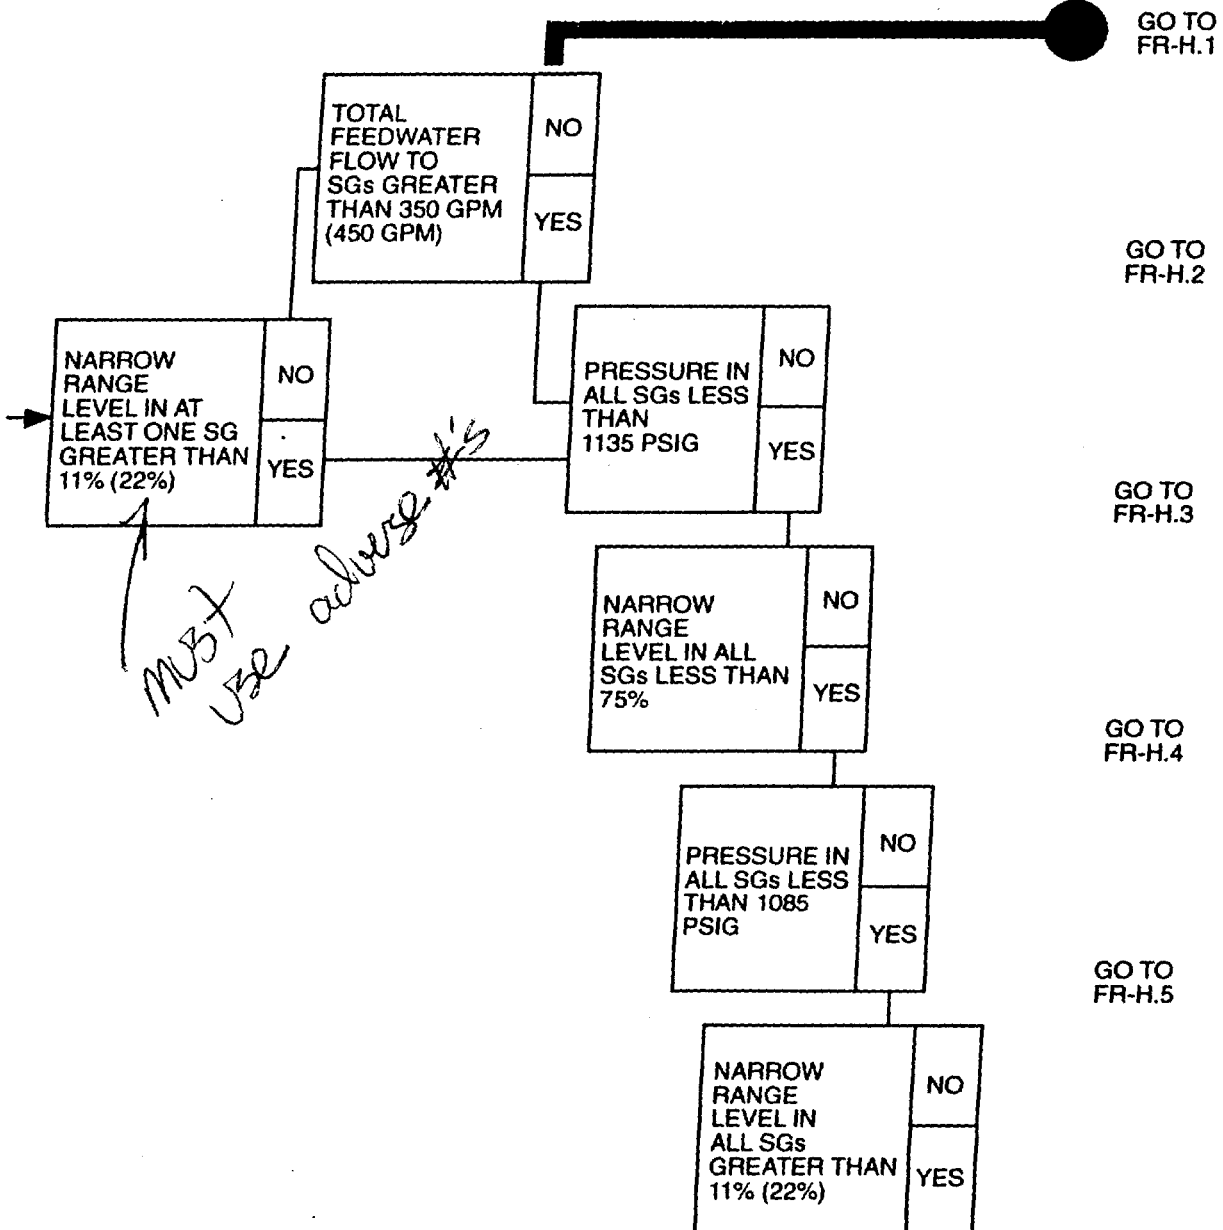 GO TO
FR-H.1
TOTAL
FEEDWATER
FLOW TO
SGs GREATER
THAN 350 GPM
(450 GPM)
NO
YES
GO TO
FR-H.2
NARROW
RANGE
LEVEL IN AT
LEAST ONE SG
GREATER THAN
11% (22%)
NO
YES
PRESSURE IN
ALL SGs LESS
THAN
1135 PSIG
NO
YES
must
use adverse #'s
GO TO
FR-H.3
NARROW
RANGE
LEVEL IN ALL
SGs LESS THAN
75%
NO
YES
GO TO
FR-H.4
PRESSURE IN
ALL SGs LESS
THAN 1085
PSIG
NO
YES
GO TO
FR-H.5
NARROW
RANGE
LEVEL IN
ALL SGs
GREATER THAN
11% (22%)
NO
YES